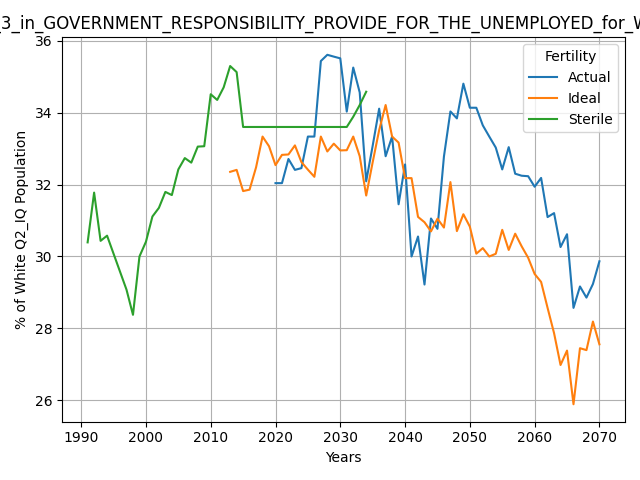 _3_in_GOVERNMENT_RESPONSIBILITY_PROVIDE_FOR_THE_UNEMPLOYED_for_W
Fertility
Actual
Ideal
Sterile
% of White Q2_IQ Population
36
34
32
30
28
26
1990 2000 2010 2020 2030 2040 2050 2060 2070
Years